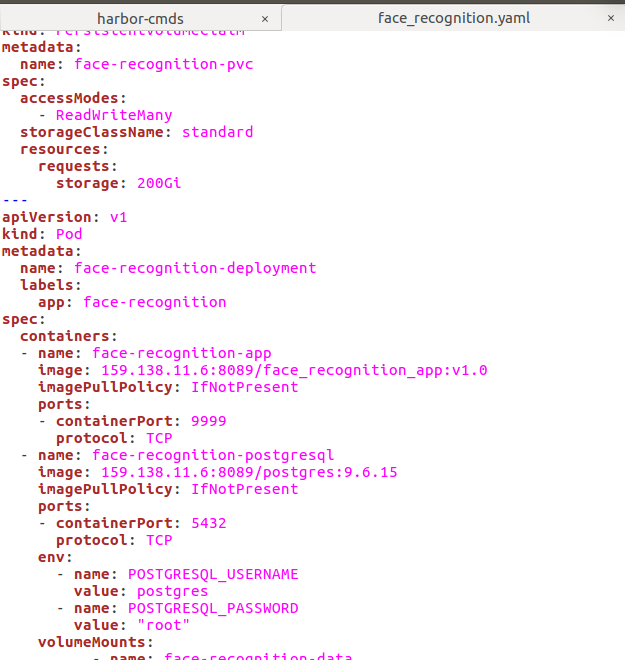 harbor-cmds ×
face_recognition.yaml ×
kind: PersistentVolumeClaim
metadata:
  name: face-recognition-pvc
spec:
  accessModes:
    - ReadWriteMany
  storageClassName: standard
  resources:
    requests:
      storage: 200Gi
---
apiVersion: v1
kind: Pod
metadata:
  name: face-recognition-deployment
  labels:
    app: face-recognition
spec:
  containers:
  - name: face-recognition-app
    image: 159.138.11.6:8089/face_recognition_app:v1.0
    imagePullPolicy: IfNotPresent
    ports:
    - containerPort: 9999
      protocol: TCP
  - name: face-recognition-postgresql
    image: 159.138.11.6:8089/postgres:9.6.15
    imagePullPolicy: IfNotPresent
    ports:
    - containerPort: 5432
      protocol: TCP
    env:
      - name: POSTGRESQL_USERNAME
        value: postgres
      - name: POSTGRESQL_PASSWORD
        value: "root"
    volumeMounts:
          - name: face-recognition-data